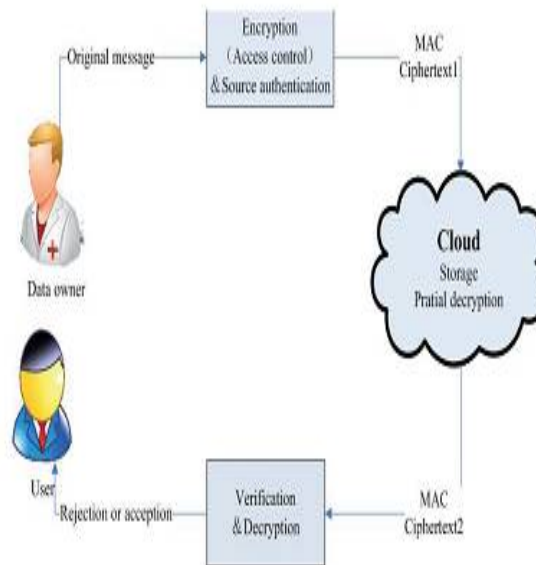 Original message
Encryption
（Access control）
＆Source authentication
MAC
Ciphertext1
Data owner
Cloud
Storage
Pratial decryption
User
Rejection or acception
Verification
＆Decryption
MAC
Ciphertext2